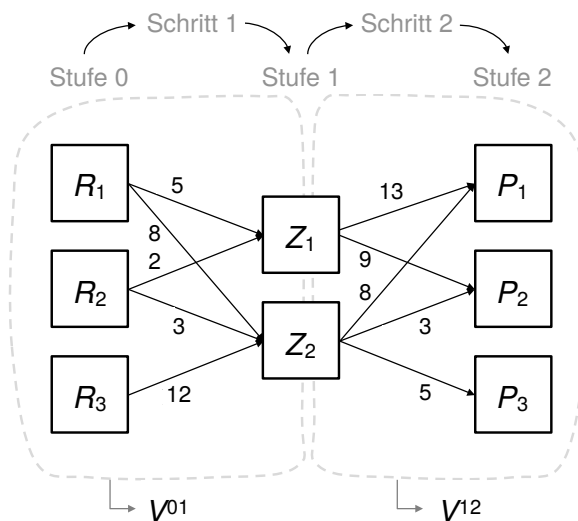 Schritt 1 Schritt 2
Stufe 0 Stufe 1 Stufe 2
R1 5 13 P1
Z1
8 9
R2 2 8 P2
3 Z2 3
R3 12 5 P3
V01 V12